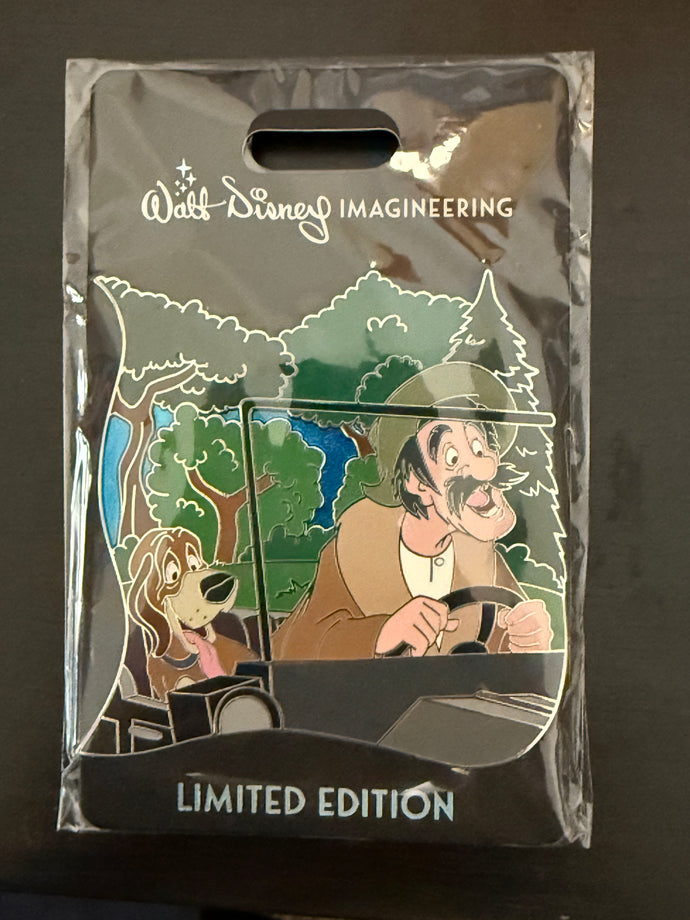 Walt Disney IMAGINEERING
LIMITED EDITION